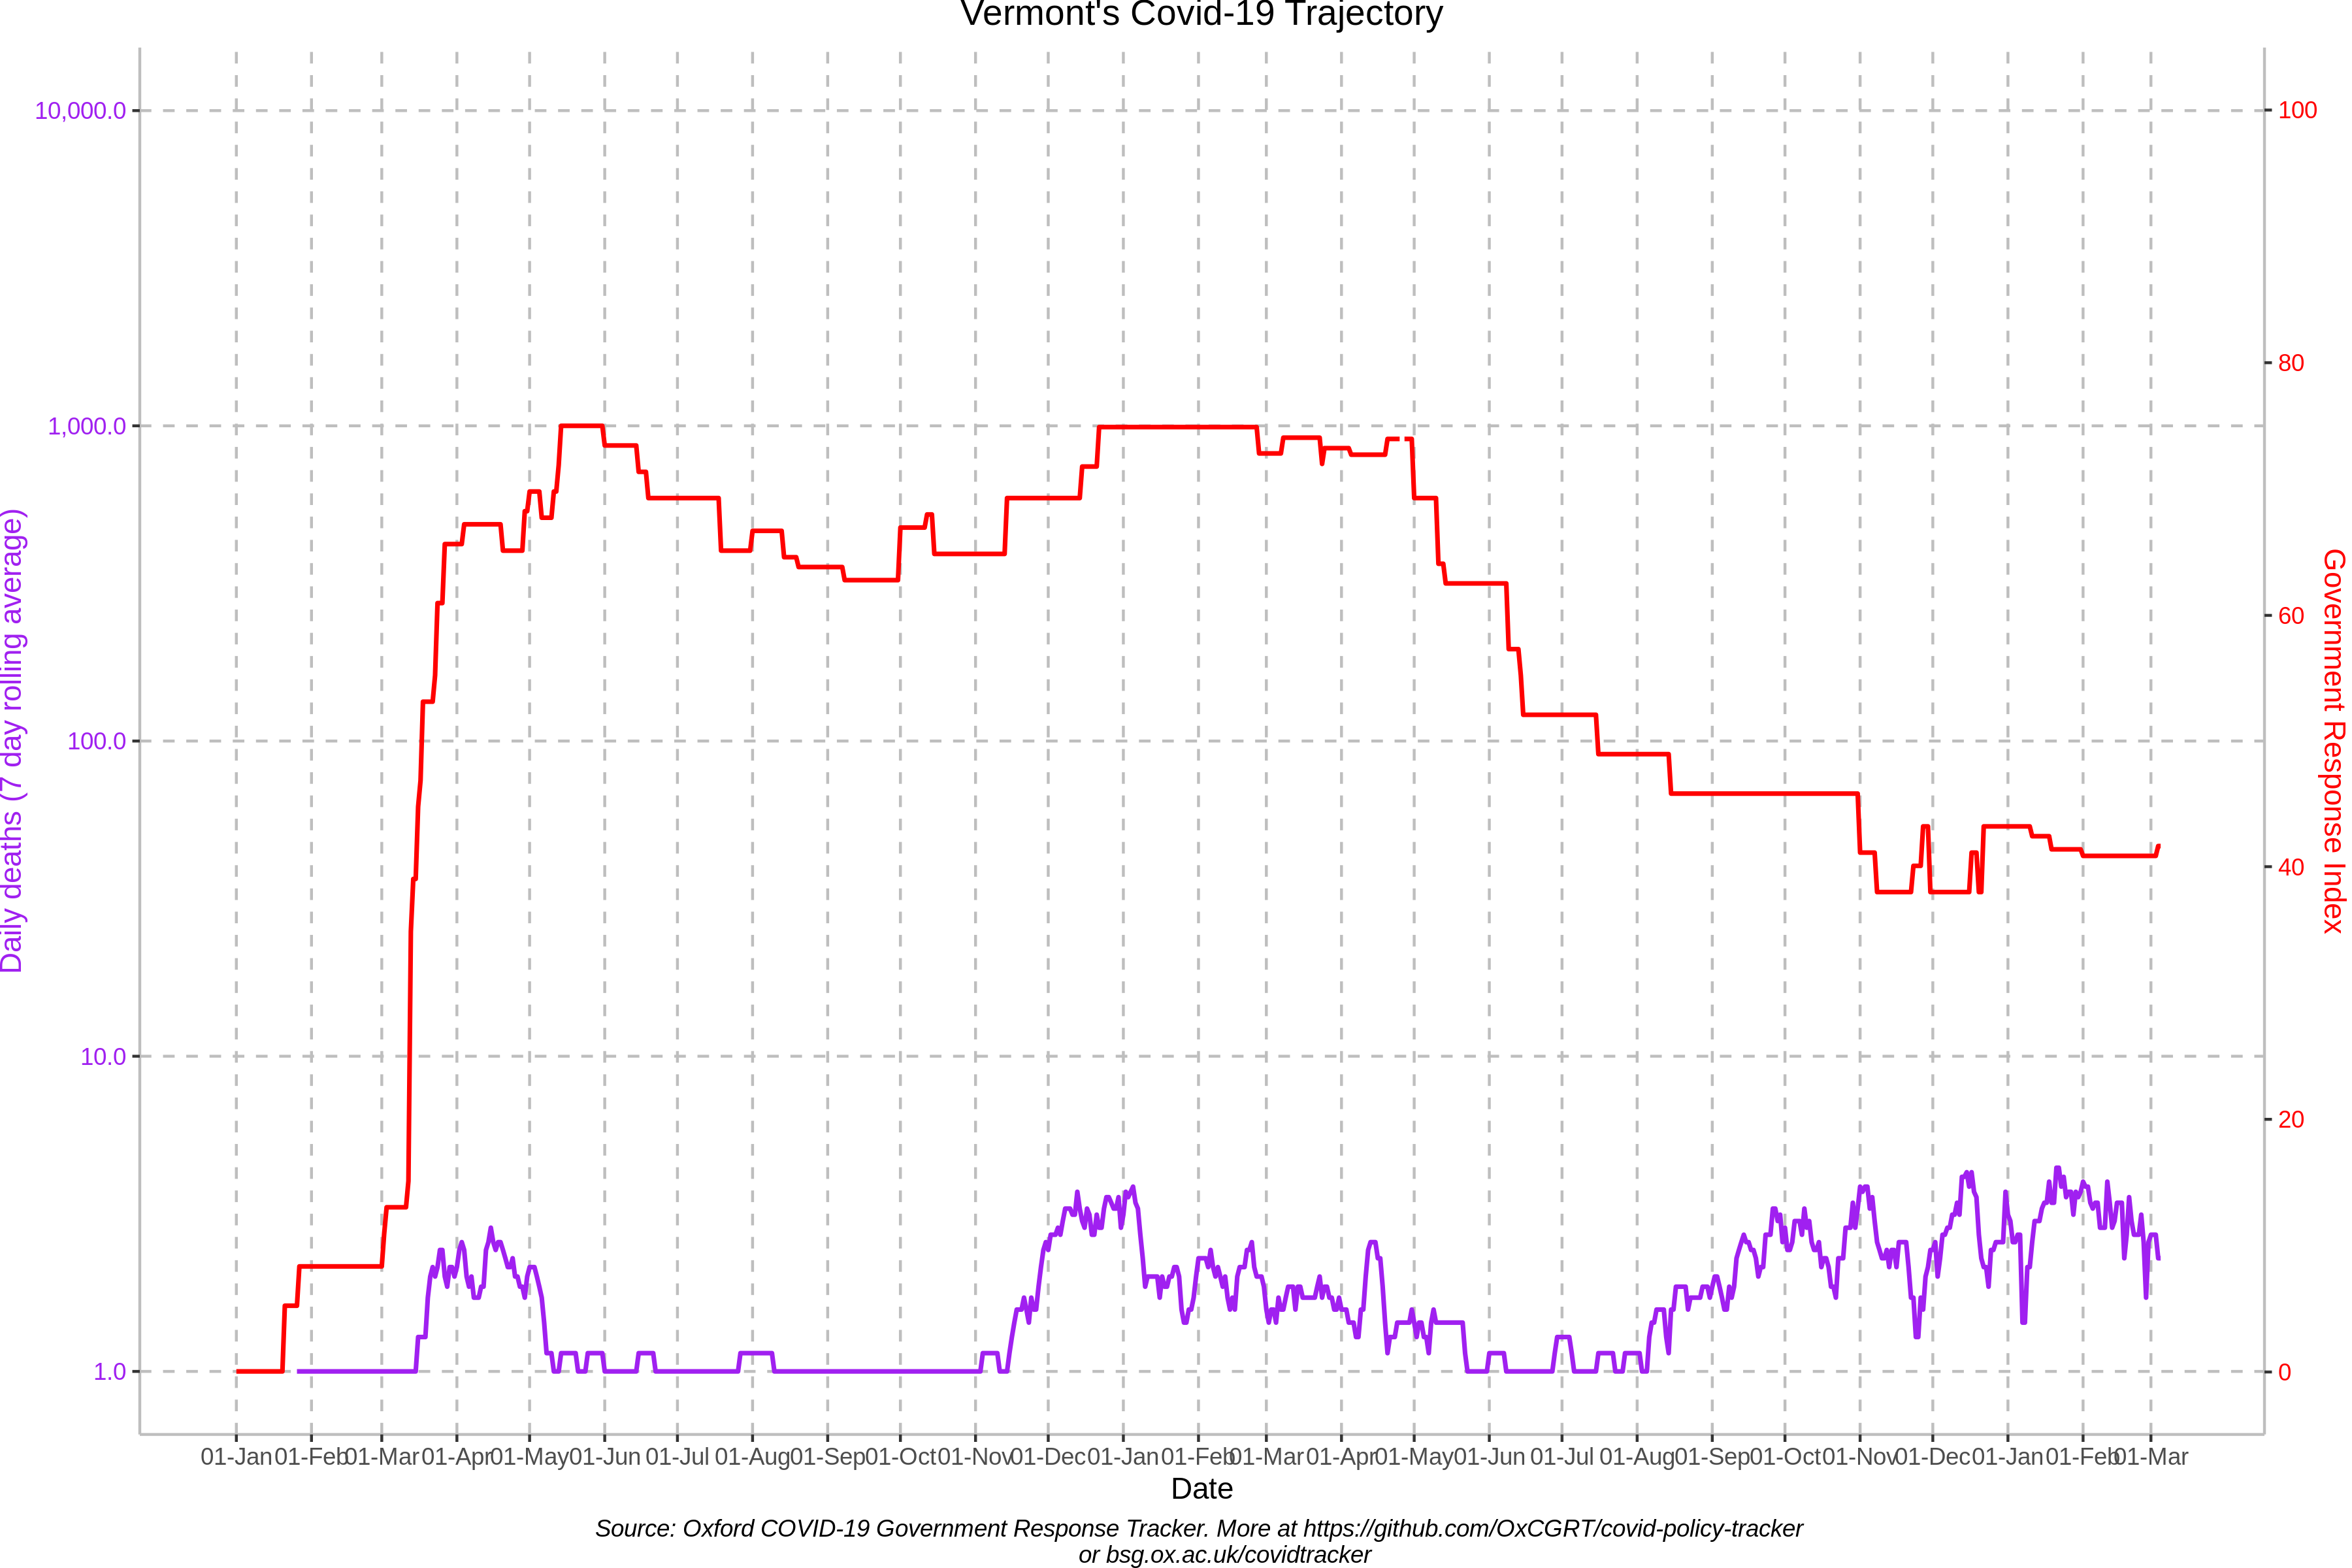 Vermont's Covid-19 Trajectory
10,000.0
1,000.0
100.0
10.0
1.0
Daily deaths (7 day rolling average)
100
80
60
40
20
0
Government Response Index
01-Jan 01-Feb 01-Mar 01-Apr 01-May 01-Jun 01-Jul 01-Aug 01-Sep 01-Oct 01-Nov 01-Dec 01-Jan 01-Feb 01-Mar 01-Apr 01-May 01-Jun 01-Jul 01-Aug 01-Sep 01-Oct 01-Nov 01-Dec 01-Jan 01-Feb 01-Mar
Date
Source: Oxford COVID-19 Government Response Tracker. More at https://github.com/OxCGRT/covid-policy-tracker
or bsg.ox.ac.uk/covidtracker